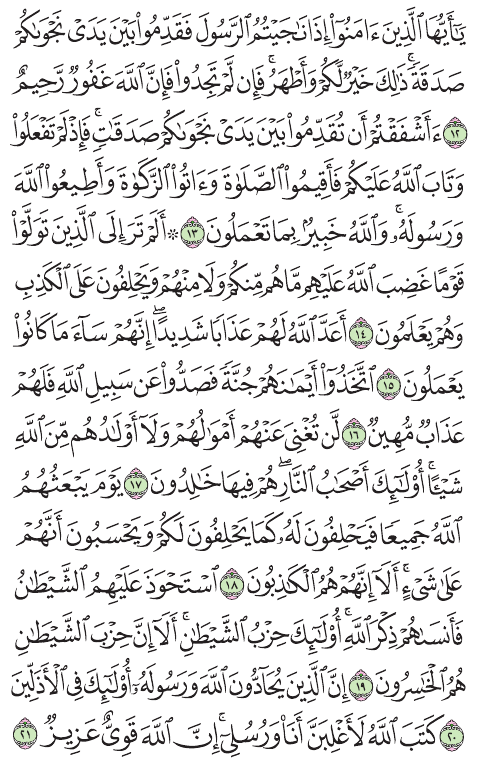 يَٰٓأَيُّهَا ٱلَّذِينَ ءَامَنُوٓا۟ إِذَا نَٰجَيْتُمُ ٱلرَّسُولَ فَقَدِّمُوا۟ بَيْنَ يَدَىْ نَجْوَىٰكُمْ
صَدَقَةً ۚ ذَٰلِكَ خَيْرٌ لَّكُمْ وَأَطْهَرُ ۚ فَإِن لَّمْ تَجِدُوا۟ فَإِنَّ ٱللَّهَ غَفُورٌ رَّحِيمٌ
١٢ ءَأَشْفَقْتُمْ أَن تُقَدِّمُوا۟ بَيْنَ يَدَىْ نَجْوَىٰكُمْ صَدَقَٰتٍ ۚ فَإِذْ لَمْ تَفْعَلُوا۟
وَتَابَ ٱللَّهُ عَلَيْكُمْ فَأَقِيمُوا۟ ٱلصَّلَوٰةَ وَءَاتُوا۟ ٱلزَّكَوٰةَ وَأَطِيعُوا۟ ٱللَّهَ
وَرَسُولَهُۥ ۚ وَٱللَّهُ خَبِيرٌۢ بِمَا تَعْمَلُونَ ١٣ ۞ أَلَمْ تَرَ إِلَى ٱلَّذِينَ تَوَلَّوْا۟
قَوْمًا غَضِبَ ٱللَّهُ عَلَيْهِم مَّا هُم مِّنكُمْ وَلَا مِنْهُمْ وَيَحْلِفُونَ عَلَى ٱلْكَذِبِ
وَهُمْ يَعْلَمُونَ ١٤ أَعَدَّ ٱللَّهُ لَهُمْ عَذَابًا شَدِيدًا ۖ إِنَّهُمْ سَآءَ مَا كَانُوا۟
يَعْمَلُونَ ١٥ ٱتَّخَذُوٓا۟ أَيْمَٰنَهُمْ جُنَّةً فَصَدُّوا۟ عَن سَبِيلِ ٱللَّهِ فَلَهُمْ
عَذَابٌ مُّهِينٌ ١٦ لَّن تُغْنِىَ عَنْهُمْ أَمْوَٰلُهُمْ وَلَآ أَوْلَٰدُهُم مِّنَ ٱللَّهِ
شَيْـًٔا ۚ أُو۟لَٰٓئِكَ أَصْحَٰبُ ٱلنَّارِ ۖ هُمْ فِيهَا خَٰلِدُونَ ١٧ يَوْمَ يَبْعَثُهُمُ
ٱللَّهُ جَمِيعًا فَيَحْلِفُونَ لَهُۥ كَمَا يَحْلِفُونَ لَكُمْ وَيَحْسَبُونَ أَنَّهُمْ
عَلَىٰ شَىْءٍ ۚ أَلَآ إِنَّهُمْ هُمُ ٱلْكَٰذِبُونَ ١٨ ٱسْتَحْوَذَ عَلَيْهِمُ ٱلشَّيْطَٰنُ
فَأَنسَىٰهُمْ ذِكْرَ ٱللَّهِ ۚ أُو۟لَٰٓئِكَ حِزْبُ ٱلشَّيْطَٰنِ ۚ أَلَآ إِنَّ حِزْبَ ٱلشَّيْطَٰنِ
هُمُ ٱلْخَٰسِرُونَ ١٩ إِنَّ ٱلَّذِينَ يُحَآدُّونَ ٱللَّهَ وَرَسُولَهُۥٓ أُو۟لَٰٓئِكَ فِى ٱلْأَذَلِّينَ
٢٠ كَتَبَ ٱللَّهُ لَأَغْلِبَنَّ أَنَا۠ وَرُسُلِىٓ ۚ إِنَّ ٱللَّهَ قَوِىٌّ عَزِيزٌ ٢١